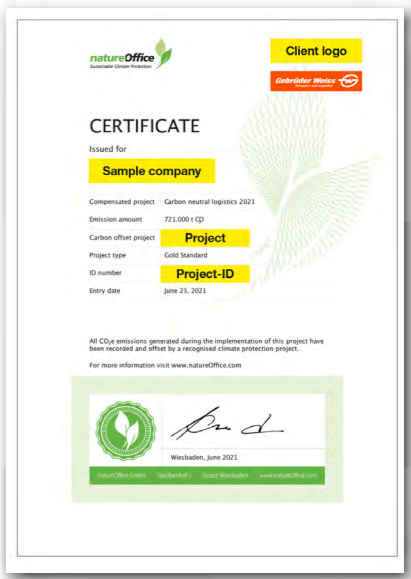 natureOffice
Sustainable Climate Protection
Client logo
Gebrüder Weiss
Transport and Logistics
CERTIFICATE
Issued for
Sample company
Compensated project Carbon neutral logistics 2021
Emission amount 721.000 t CO
Carbon offset project Project
Project type Gold Standard
ID number Project-ID
Entry date June 23, 2021
All CO₂e emissions generated during the implementation of this project have
been recorded and offset by a recognised climate protection project.
For more information visit www.natureOffice.com
Wiesbaden, June 2021
natureOffice GmbH Wiesbaden www.natureOffice.com